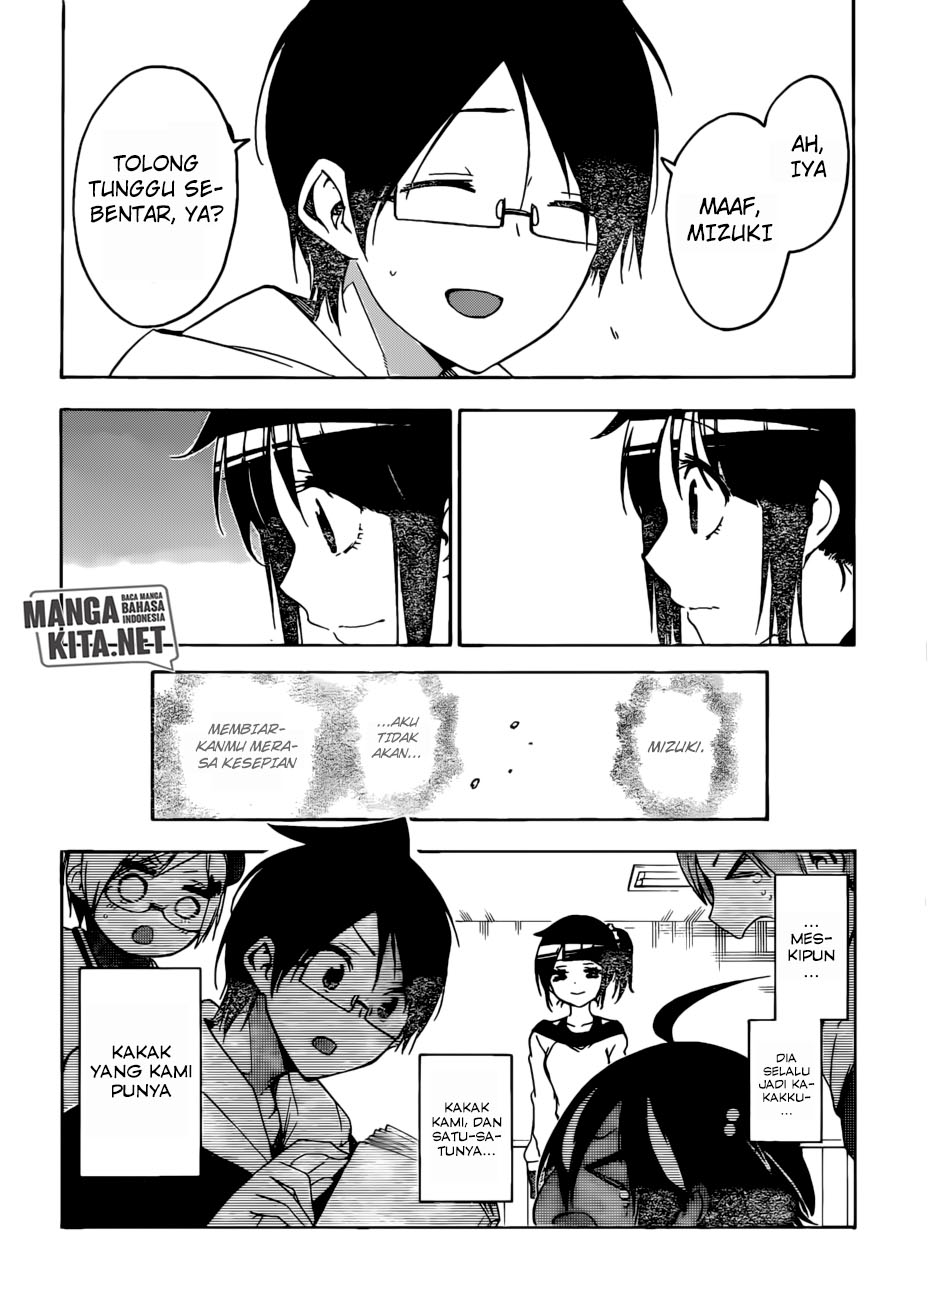 AH,
IYA
MAAF,
MIZUKI
TOLONG
TUNGGU SE-
BENTAR, YA?
MANGA
KITA.NET
BACA MANGA
BAHASA
INDONESIA
MIZUKI.
...AKU
TIDAK
AKAN...
MEMBIAR-
KANMU MERA-
SA KESEPIAN
...
MES-
KIPUN
...
DIA
SELALU
JADI KA-
KAKKU-
...
KAKAK
KAMI, DAN
SATU-SA-
TUNYA...
KAKAK
YANG KAMI
PUNYA